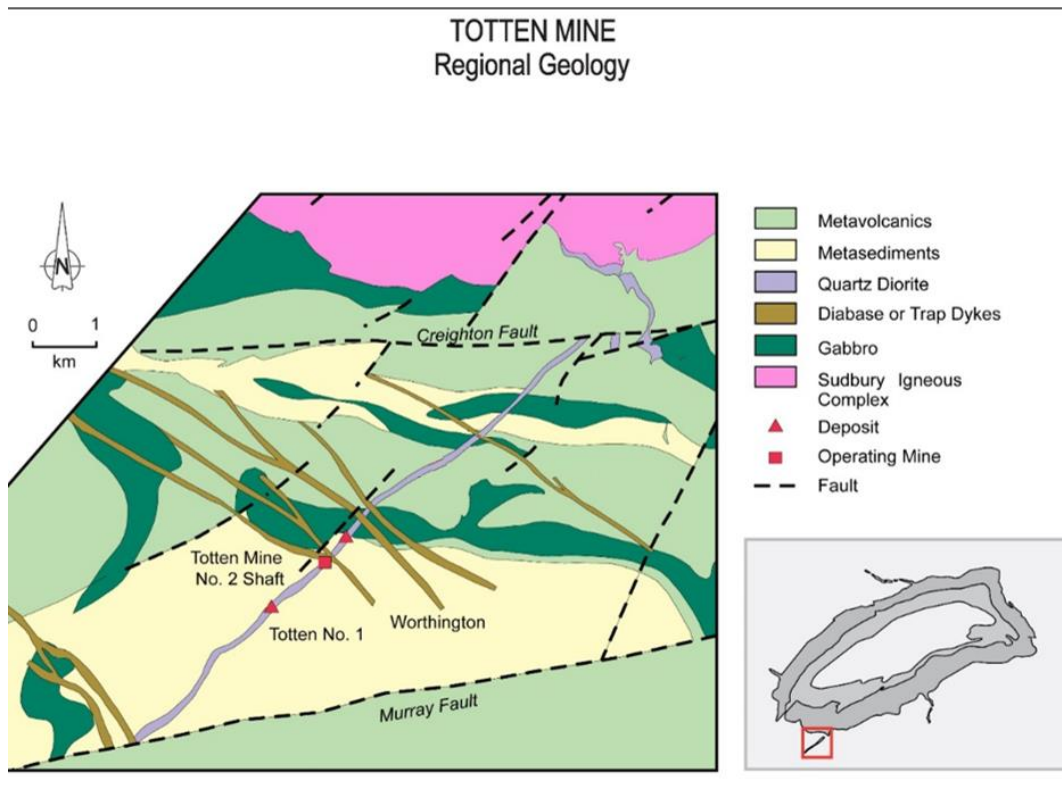 TOTTEN MINE
Regional Geology
N
0 1
km
Creighton Fault
Totten Mine
No. 2 Shaft
Totten No. 1
Worthington
Murray Fault
Metavolcanics
Metasediments
Quartz Diorite
Diabase or Trap Dykes
Gabbro
Sudbury Igneous
Complex
Deposit
Operating Mine
Fault